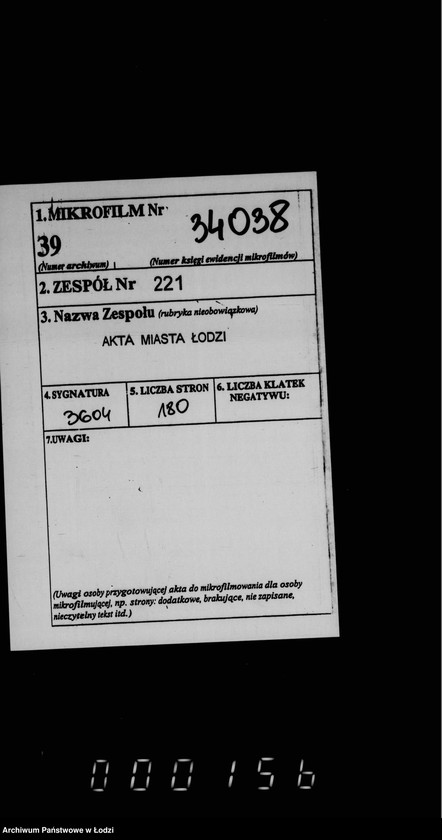 1. MIKROFILM Nr 34038
39
(Numer archiwum) (Numer księgi ewidencji mikrofilmów)
2. ZESPÓŁ Nr 221
3. Nazwa Zespołu (rubryka nieobowiązkowa)
AKTA MIASTA ŁODZI
4. SYGNATURA 5. LICZBA STRON 6. LICZBA KLATEK
NEGATYWU:
3604 180
7.UWAGI:
(Uwagi osoby przygotowującej akta do mikrofilmowania dla osoby
mikrofilmującej, np. strony: dodatkowe, brakujące, nie zapisane,
nieczytelny tekst itd.)
000156
Archiwum Państwowe w Łodzi